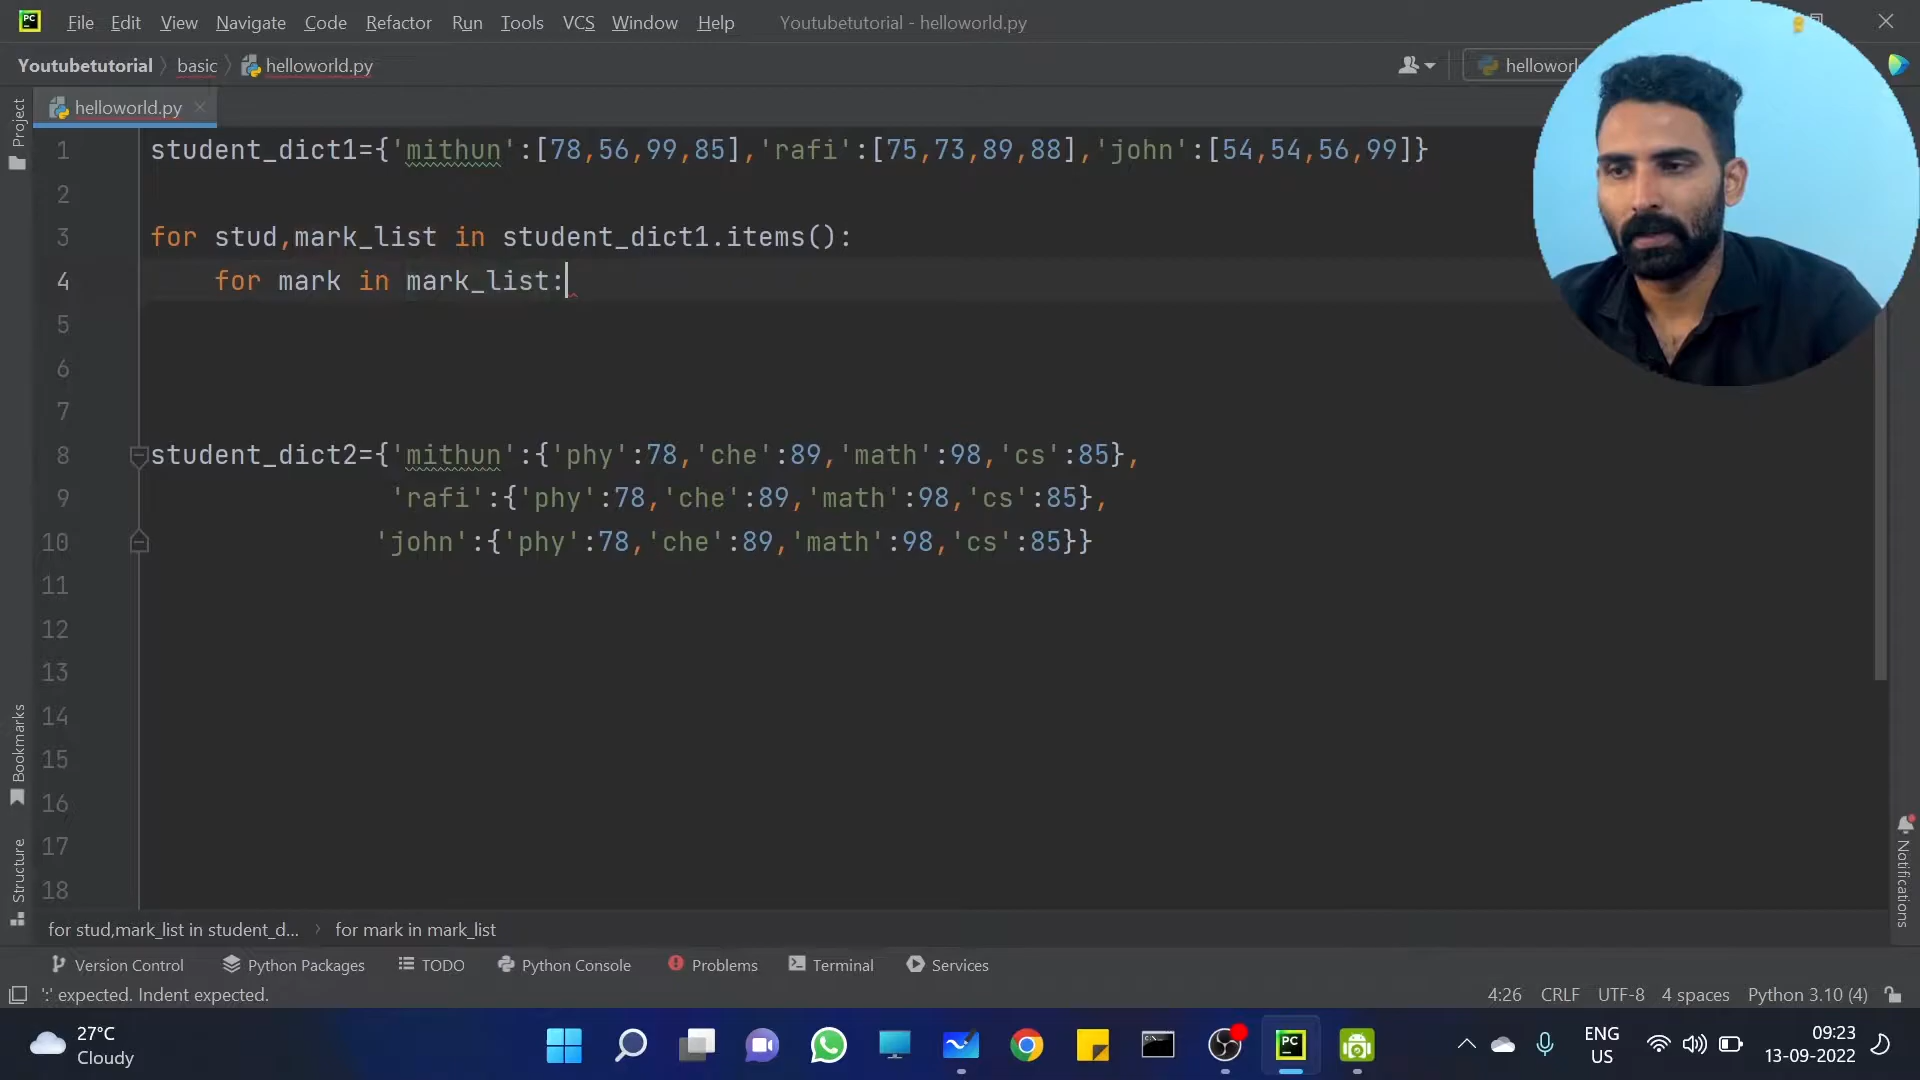 PC File Edit View Navigate Code Refactor Run Tools VCS Window Help Youtubetutorial - helloworld.py
Youtubetutorial basic helloworld.py
helloworld.py
Project
1 student_dict1={'mithun':[78,56,99,85],'rafi':[75,73,89,88],'john':[54,54,56,99]}
2
3 for stud,mark_list in student_dict1.items():
4 for mark in mark_list:
5
6
7
8 student_dict2={'mithun':{'phy':78,'che':89,'math':98,'cs':85},
9 'rafi':{'phy':78,'che':89,'math':98,'cs':85},
10 'john':{'phy':78,'che':89,'math':98,'cs':85}}
11
12
13
14
15
16
17
18
Bookmarks
Structure
Notifications
for stud,mark_list in student_d... for mark in mark_list
Version Control Python Packages TODO Python Console Problems Terminal Services
':' expected. Indent expected. 4:26 CRLF UTF-8 4 spaces Python 3.10 (4)
27°C
Cloudy
PC
ENG
US
09:23
13-09-2022